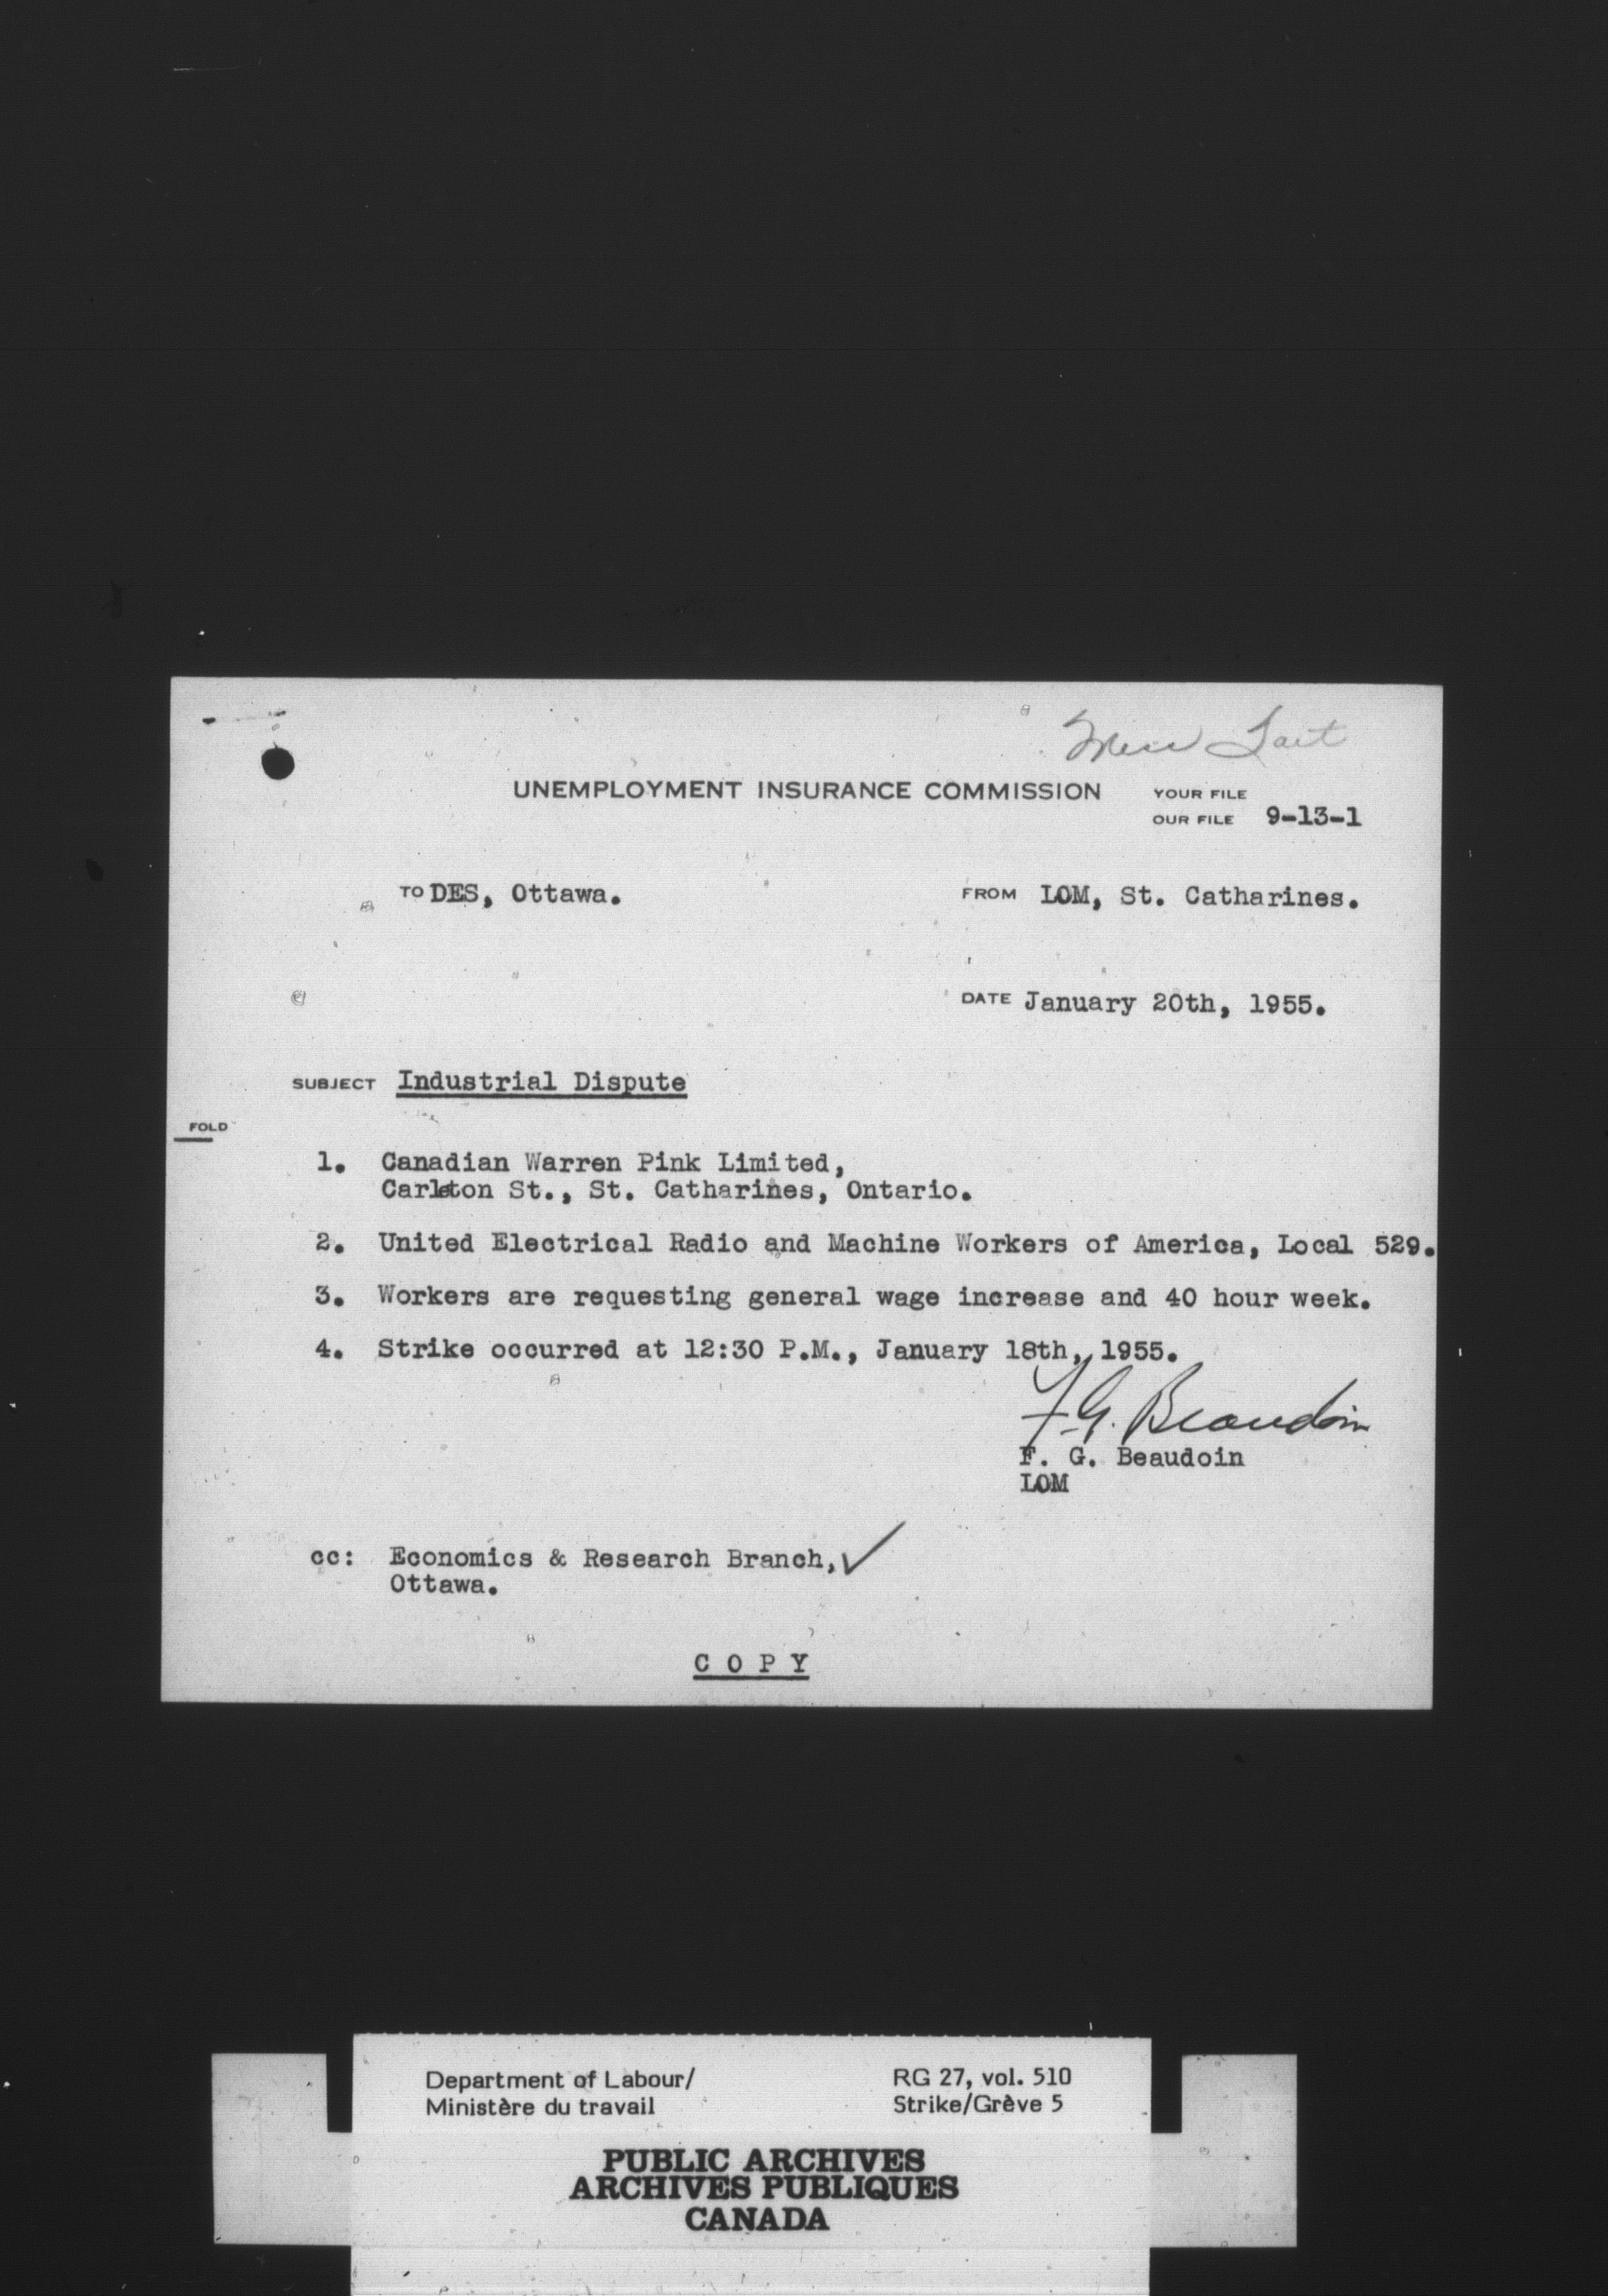 Miss Tait
UNEMPLOYMENT INSURANCE COMMISSION
YOUR FILE
OUR FILE 9-13-1
TO DES, Ottawa.
FROM LOM, St. Catharines.
DATE January 20th, 1955.
SUBJECT Industrial Dispute
FOLD
1. Canadian Warren Pink Limited,
Carleton St., St. Catharines, Ontario.
2. United Electrical Radio and Machine Workers of America, Local 529.
3. Workers are requesting general wage increase and 40 hour week.
4. Strike occurred at 12:30 P.M., January 18th, 1955.
F. G. Beaudoin
F. G. Beaudoin
LOM
cc: Economics & Research Branch,
Ottawa.
C O P Y
Department of Labour/
Ministère du travail
RG 27, vol. 510
Strike/Grève 5
PUBLIC ARCHIVES
ARCHIVES PUBLIQUES
CANADA